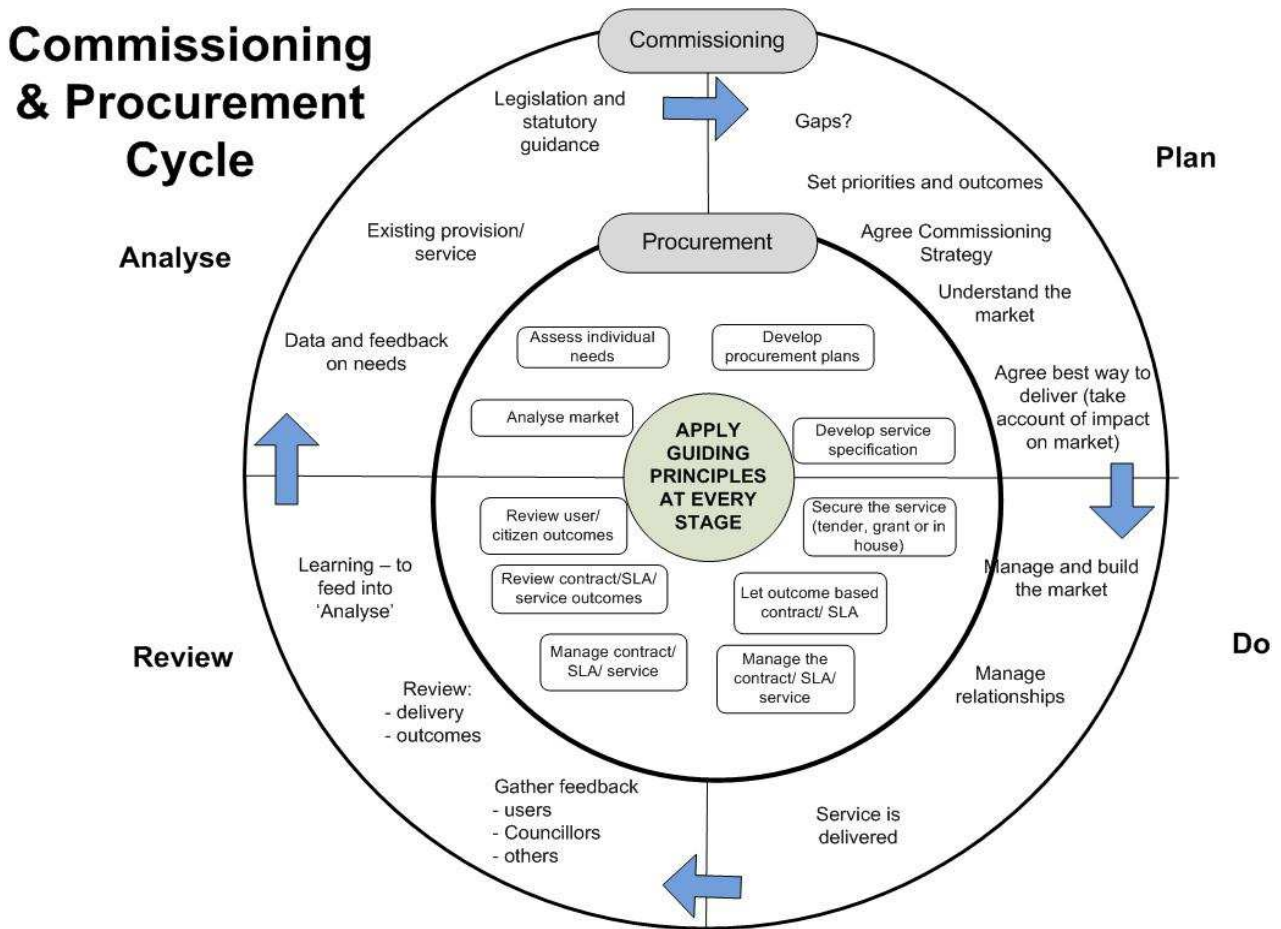 Commissioning
& Procurement
Cycle
Commissioning
Legislation and
statutory
guidance
Gaps?
Plan
Set priorities and outcomes
Existing provision/
service
Procurement
Agree Commissioning
Strategy
Analyse
Understand the
market
Data and feedback
on needs
Assess individual
needs
Develop
procurement plans
Agree best way to
deliver (take
account of impact
on market)
Analyse market
APPLY
GUIDING
PRINCIPLES
AT EVERY
STAGE
Develop service
specification
Review user/
citizen outcomes
Secure the service
(tender, grant or in
house)
Learning – to
feed into
‘Analyse’
Review contract/SLA/
service outcomes
Let outcome based
contract/ SLA
Manage and build
the market
Review
Manage contract/
SLA/ service
Manage the
contract/ SLA/
service
Do
Manage
relationships
Review:
- delivery
- outcomes
Gather feedback
- users
- Councillors
- others
Service is
delivered